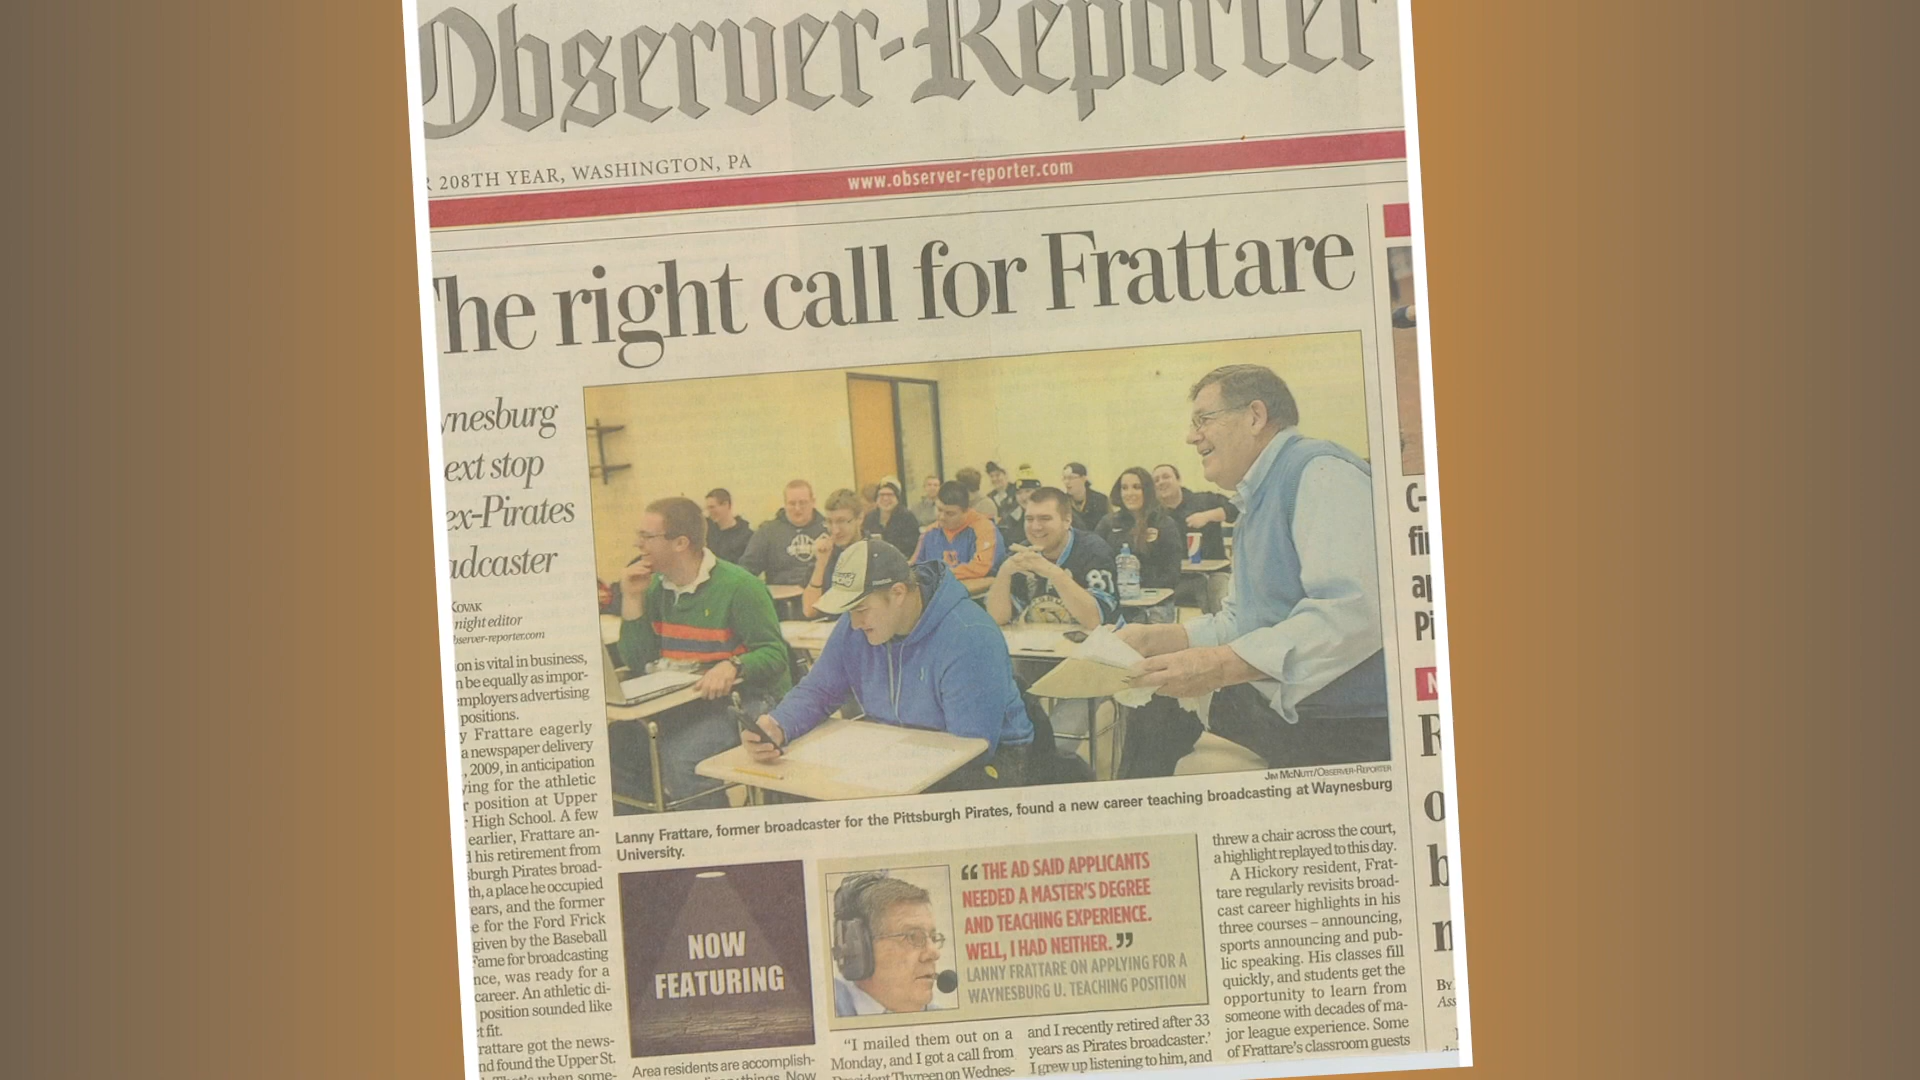 Observer-Reporter
208TH YEAR, WASHINGTON, PA
www.observer-reporter.com
The right call for Frattare
ynesburg
ext stop
ex-Pirates
adcaster
KOVAK
night editor
bserver-reporter.com
on is vital in business,
n be equally as impor-
employers advertising
positions.
y Frattare eagerly
a newspaper delivery
, 2009, in anticipation
ying for the athletic
r position at Upper
High School. A few
earlier, Frattare an-
d his retirement from
sburgh Pirates broad-
th, a place he occupied
ears, and the former
e for the Ford Frick
given by the Baseball
Fame for broadcasting
nce, was ready for a
career. An athletic di-
position sounded like
t fit.
rattare got the news-
nd found the Upper St.
87
JIM MCNUTT/OBSERVER-REPORTER
Lanny Frattare, former broadcaster for the Pittsburgh Pirates, found a new career teaching broadcasting at Waynesburg
University.
NOW
FEATURING
Area residents are accomplish-
“THE AD SAID APPLICANTS
NEEDED A MASTER'S DEGREE
AND TEACHING EXPERIENCE.
WELL, I HAD NEITHER.”
LANNY FRATTARE ON APPLYING FOR A
WAYNESBURG U. TEACHING POSITION
“I mailed them out on a
Monday, and I got a call from
President Thyreen on Wednes-
and I recently retired after 33
years as Pirates broadcaster.'
I grew up listening to him, and
threw a chair across the court,
a highlight replayed to this day.
A Hickory resident, Frat-
tare regularly revisits broad-
cast career highlights in his
three courses – announcing,
sports announcing and pub-
lic speaking. His classes fill
quickly, and students get the
opportunity to learn from
someone with decades of ma-
jor league experience. Some
of Frattare's classroom guests
C-
fi
a
Pi
N
R
o
b
n
By
Ass